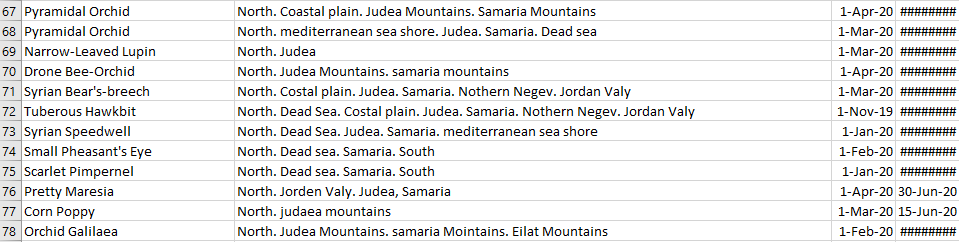 67 Pyramidal Orchid North. Coastal plain. Judea Mountains. Samaria Mountains 1-Apr-20 ########
68 Pyramidal Orchid North. mediterranean sea shore. Judea. Samaria. Dead sea 1-Mar-20 ########
69 Narrow-Leaved Lupin North. Judea 1-Mar-20 ########
70 Drone Bee-Orchid North. Judea Mountains. samaria mountains 1-Apr-20 ########
71 Syrian Bear's-breech North. Costal plain. Judea. Samaria. Nothern Negev. Jordan Valy 1-Mar-20 ########
72 Tuberous Hawkbit North. Dead Sea. Costal plain. Judea. Samaria. Nothern Negev. Jordan Valy 1-Nov-19 ########
73 Syrian Speedwell North. Dead Sea. Judea. Samaria. mediterranean sea shore 1-Jan-20 ########
74 Small Pheasant's Eye North. Dead sea. Samaria. South 1-Feb-20 ########
75 Scarlet Pimpernel North. Dead sea. Samaria. South 1-Jan-20 ########
76 Pretty Maresia North. Jorden Valy. Judea, Samaria 1-Apr-20 30-Jun-20
77 Corn Poppy North. judaea mountains 1-Mar-20 15-Jun-20
78 Orchid Galilaea North. Judea Mountains. samaria Mointains. Eilat Mountains 1-Feb-20 ########